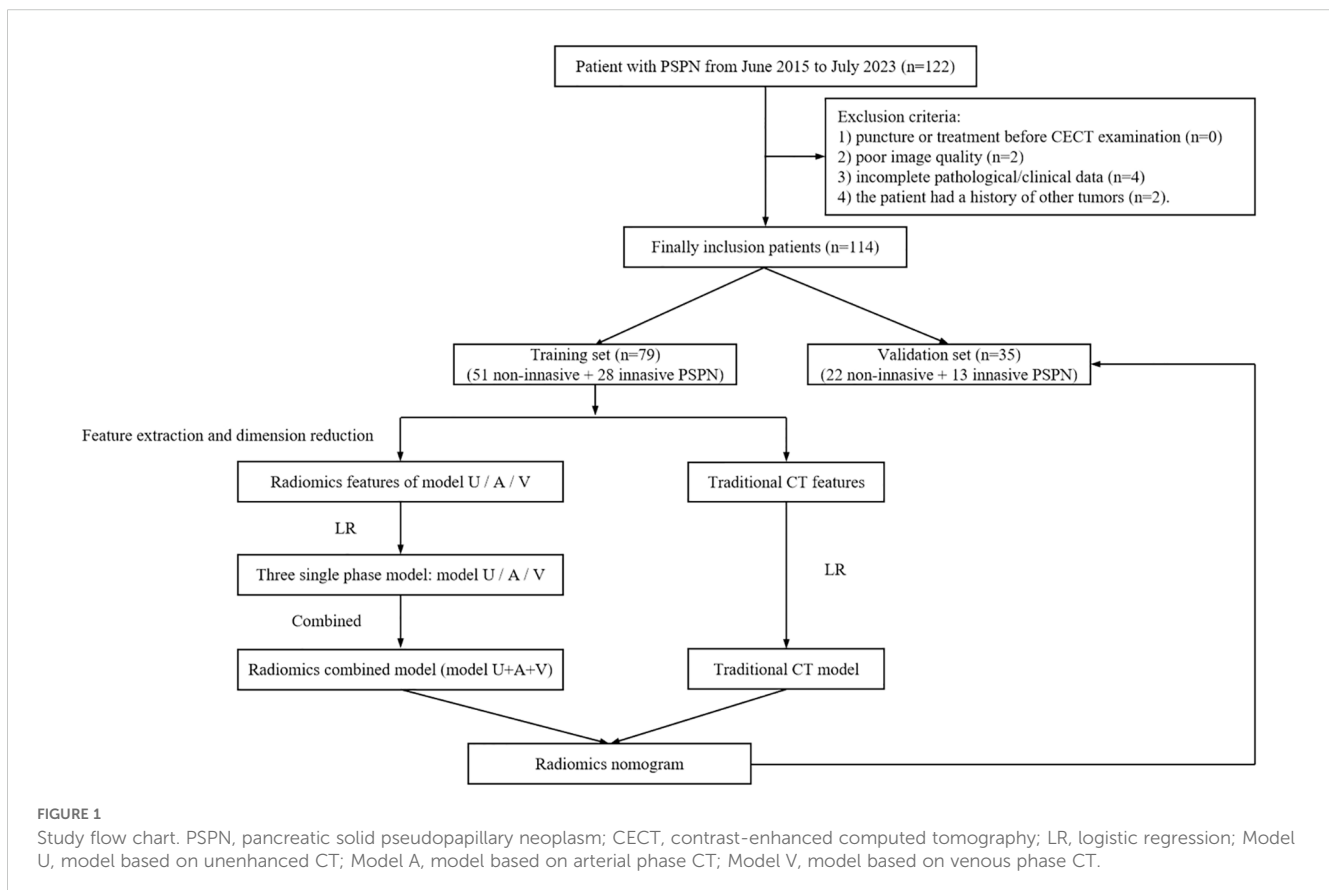 Patient with PSPN from June 2015 to July 2023 (n=122)
Exclusion criteria:
1) puncture or treatment before CECT examination (n=0)
2) poor image quality (n=2)
3) incomplete pathological/clinical data (n=4)
4) the patient had a history of other tumors (n=2).
Finally inclusion patients (n=114)
Training set (n=79)
(51 non-innasive + 28 innasive PSPN)
Validation set (n=35)
(22 non-innasive + 13 innasive PSPN)
Feature extraction and dimension reduction
Radiomics features of model U / A / V
Traditional CT features
LR
Three single phase model: model U / A / V
LR
Combined
Radiomics combined model (model U+A+V)
Traditional CT model
Radiomics nomogram
FIGURE 1
Study flow chart. PSPN, pancreatic solid pseudopapillary neoplasm; CECT, contrast-enhanced computed tomography; LR, logistic regression; Model
U, model based on unenhanced CT; Model A, model based on arterial phase CT; Model V, model based on venous phase CT.